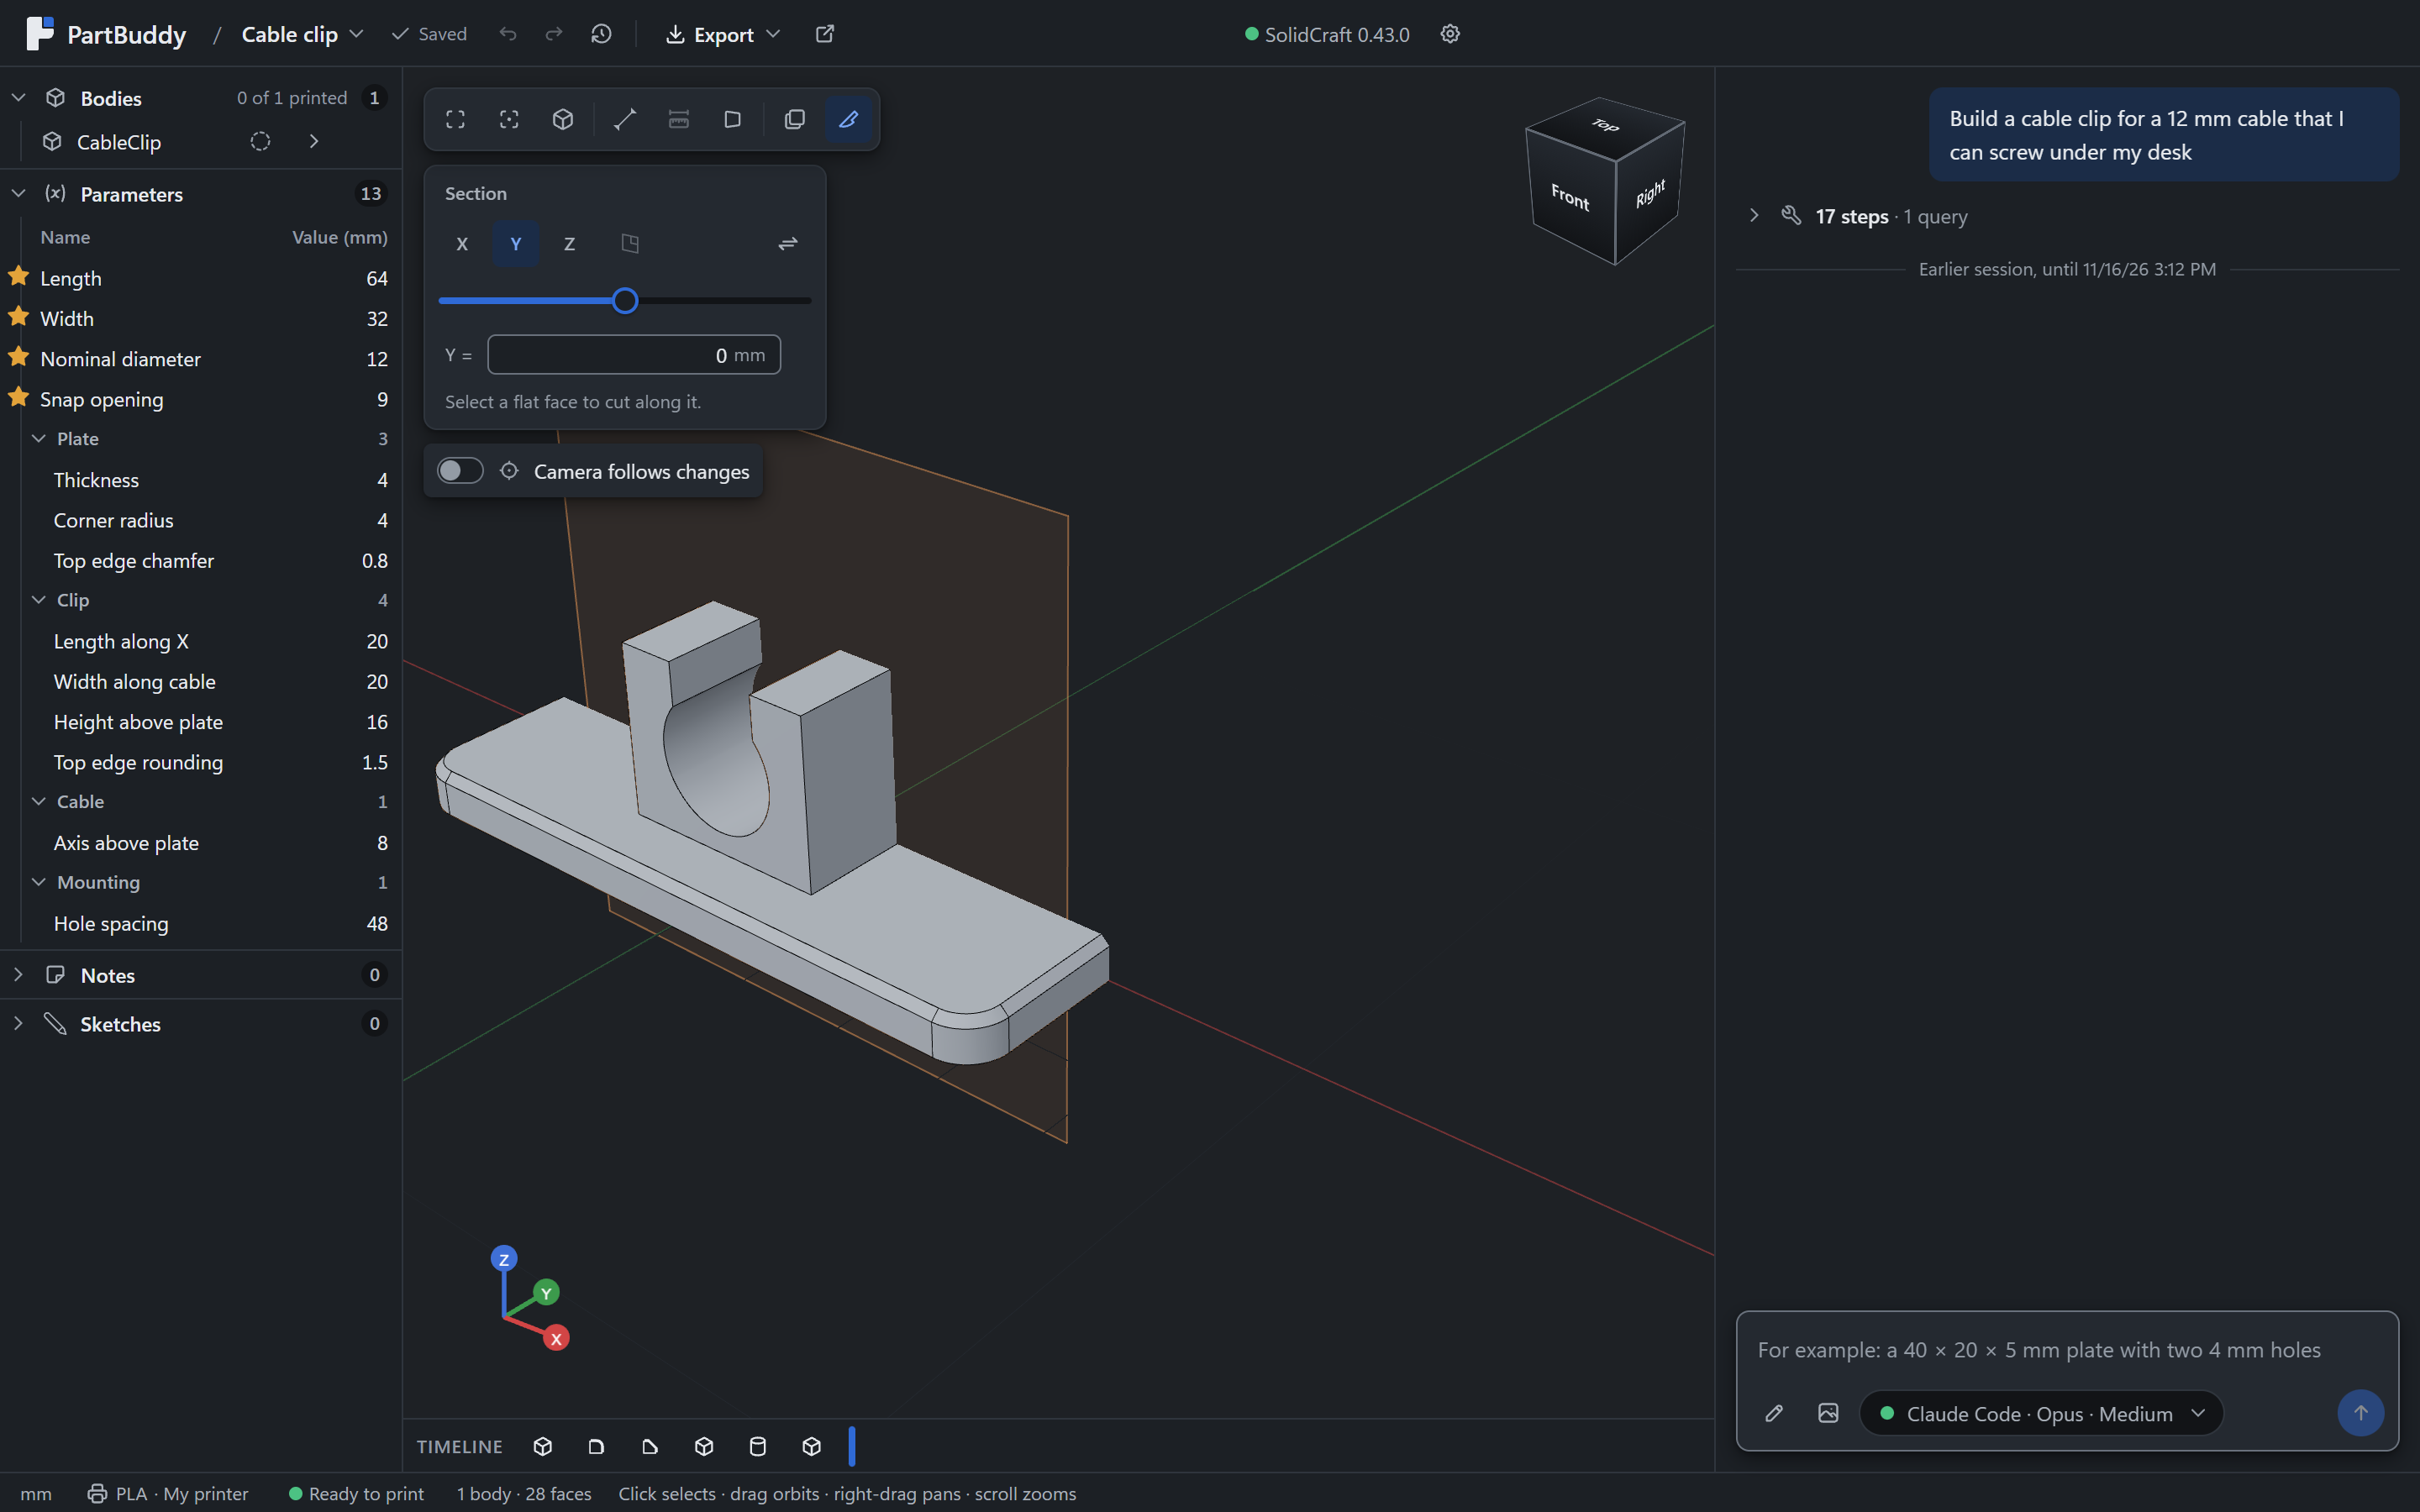 PartBuddy / Cable clip Saved Export SolidCraft 0.43.0
Bodies 0 of 1 printed 1
CableClip
Parameters 13
Name Value (mm)
Length 64
Width 32
Nominal diameter 12
Snap opening 9
Plate 3
Thickness 4
Corner radius 4
Top edge chamfer 0.8
Clip 4
Length along X 20
Width along cable 20
Height above plate 16
Top edge rounding 1.5
Cable 1
Axis above plate 8
Mounting 1
Hole spacing 48
Notes 0
Sketches 0
Section
X Y Z
Y = 0 mm
Select a flat face to cut along it.
Camera follows changes
Top
Front
Right
Z
Y
X
TIMELINE
Build a cable clip for a 12 mm cable that I
can screw under my desk
17 steps · 1 query
Earlier session, until 11/16/26 3:12 PM
For example: a 40 × 20 × 5 mm plate with two 4 mm holes
Claude Code · Opus · Medium
mm PLA · My printer Ready to print 1 body · 28 faces Click selects · drag orbits · right-drag pans · scroll zooms